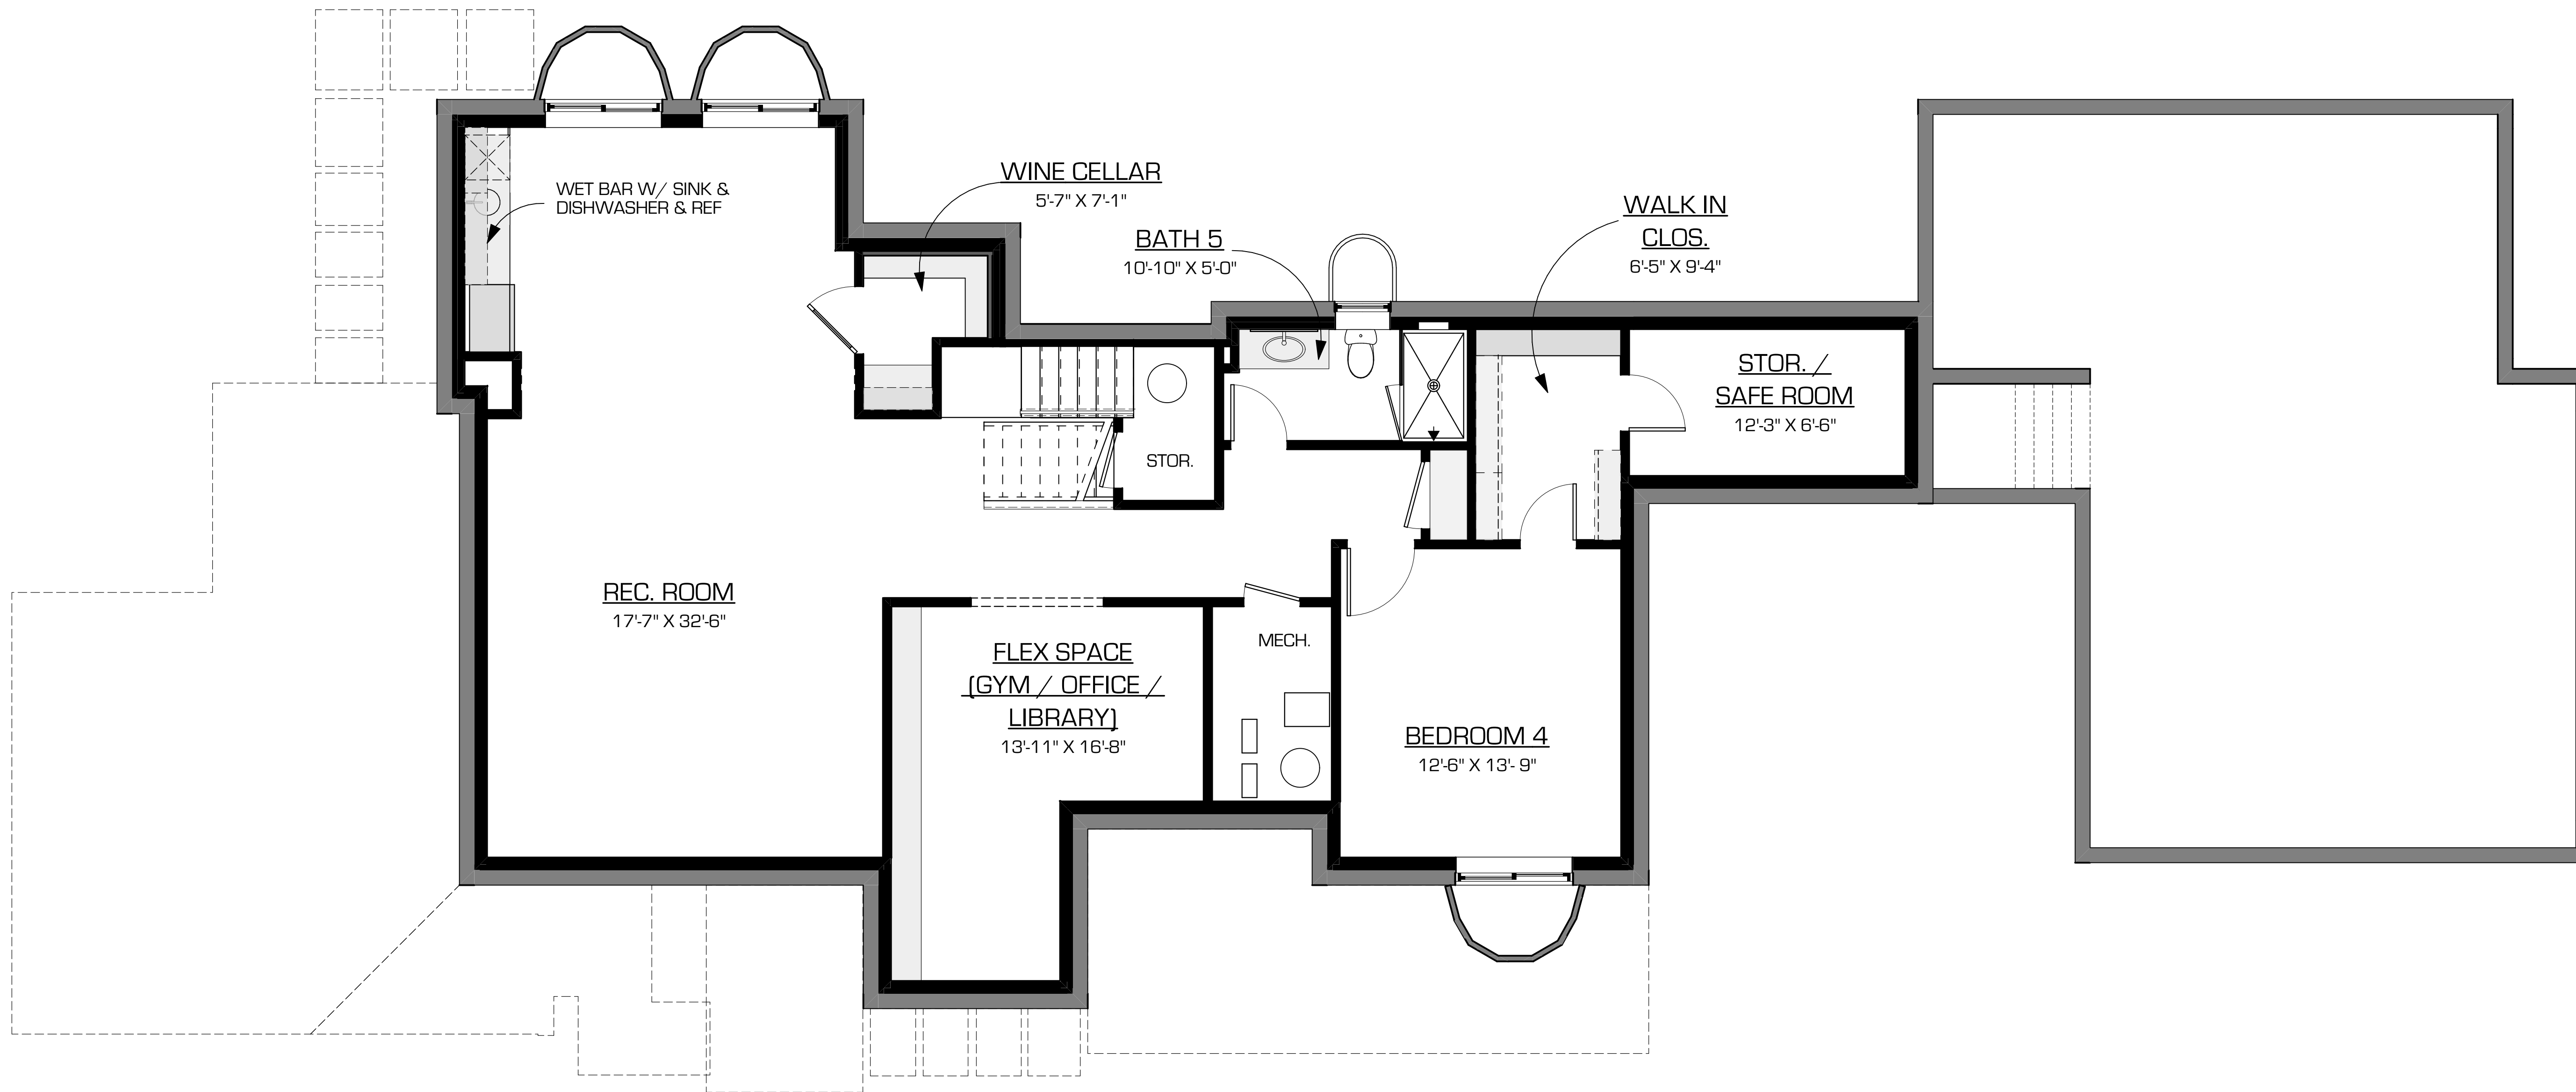 WINE CELLAR
5'-7" X 7'-1"
WET BAR W/ SINK &
DISHWASHER & REF
BATH 5
10'-10" X 5'-0"
WALK IN
CLOS.
6'-5" X 9'-4"
STOR. /
SAFE ROOM
12'-3" X 6'-6"
STOR.
REC. ROOM
17'-7" X 32'-6"
FLEX SPACE
(GYM / OFFICE /
LIBRARY)
13'-11" X 16'-8"
MECH.
BEDROOM 4
12'-6" X 13'- 9"